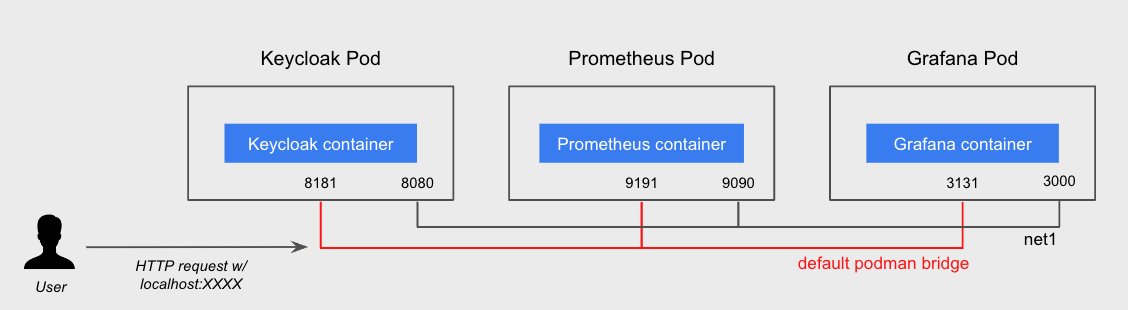 Keycloak Pod
Prometheus Pod
Grafana Pod
Keycloak container
Prometheus container
Grafana container
8181
8080
9191
9090
3131
3000
net1
default podman bridge
HTTP request w/
localhost:XXXX
User